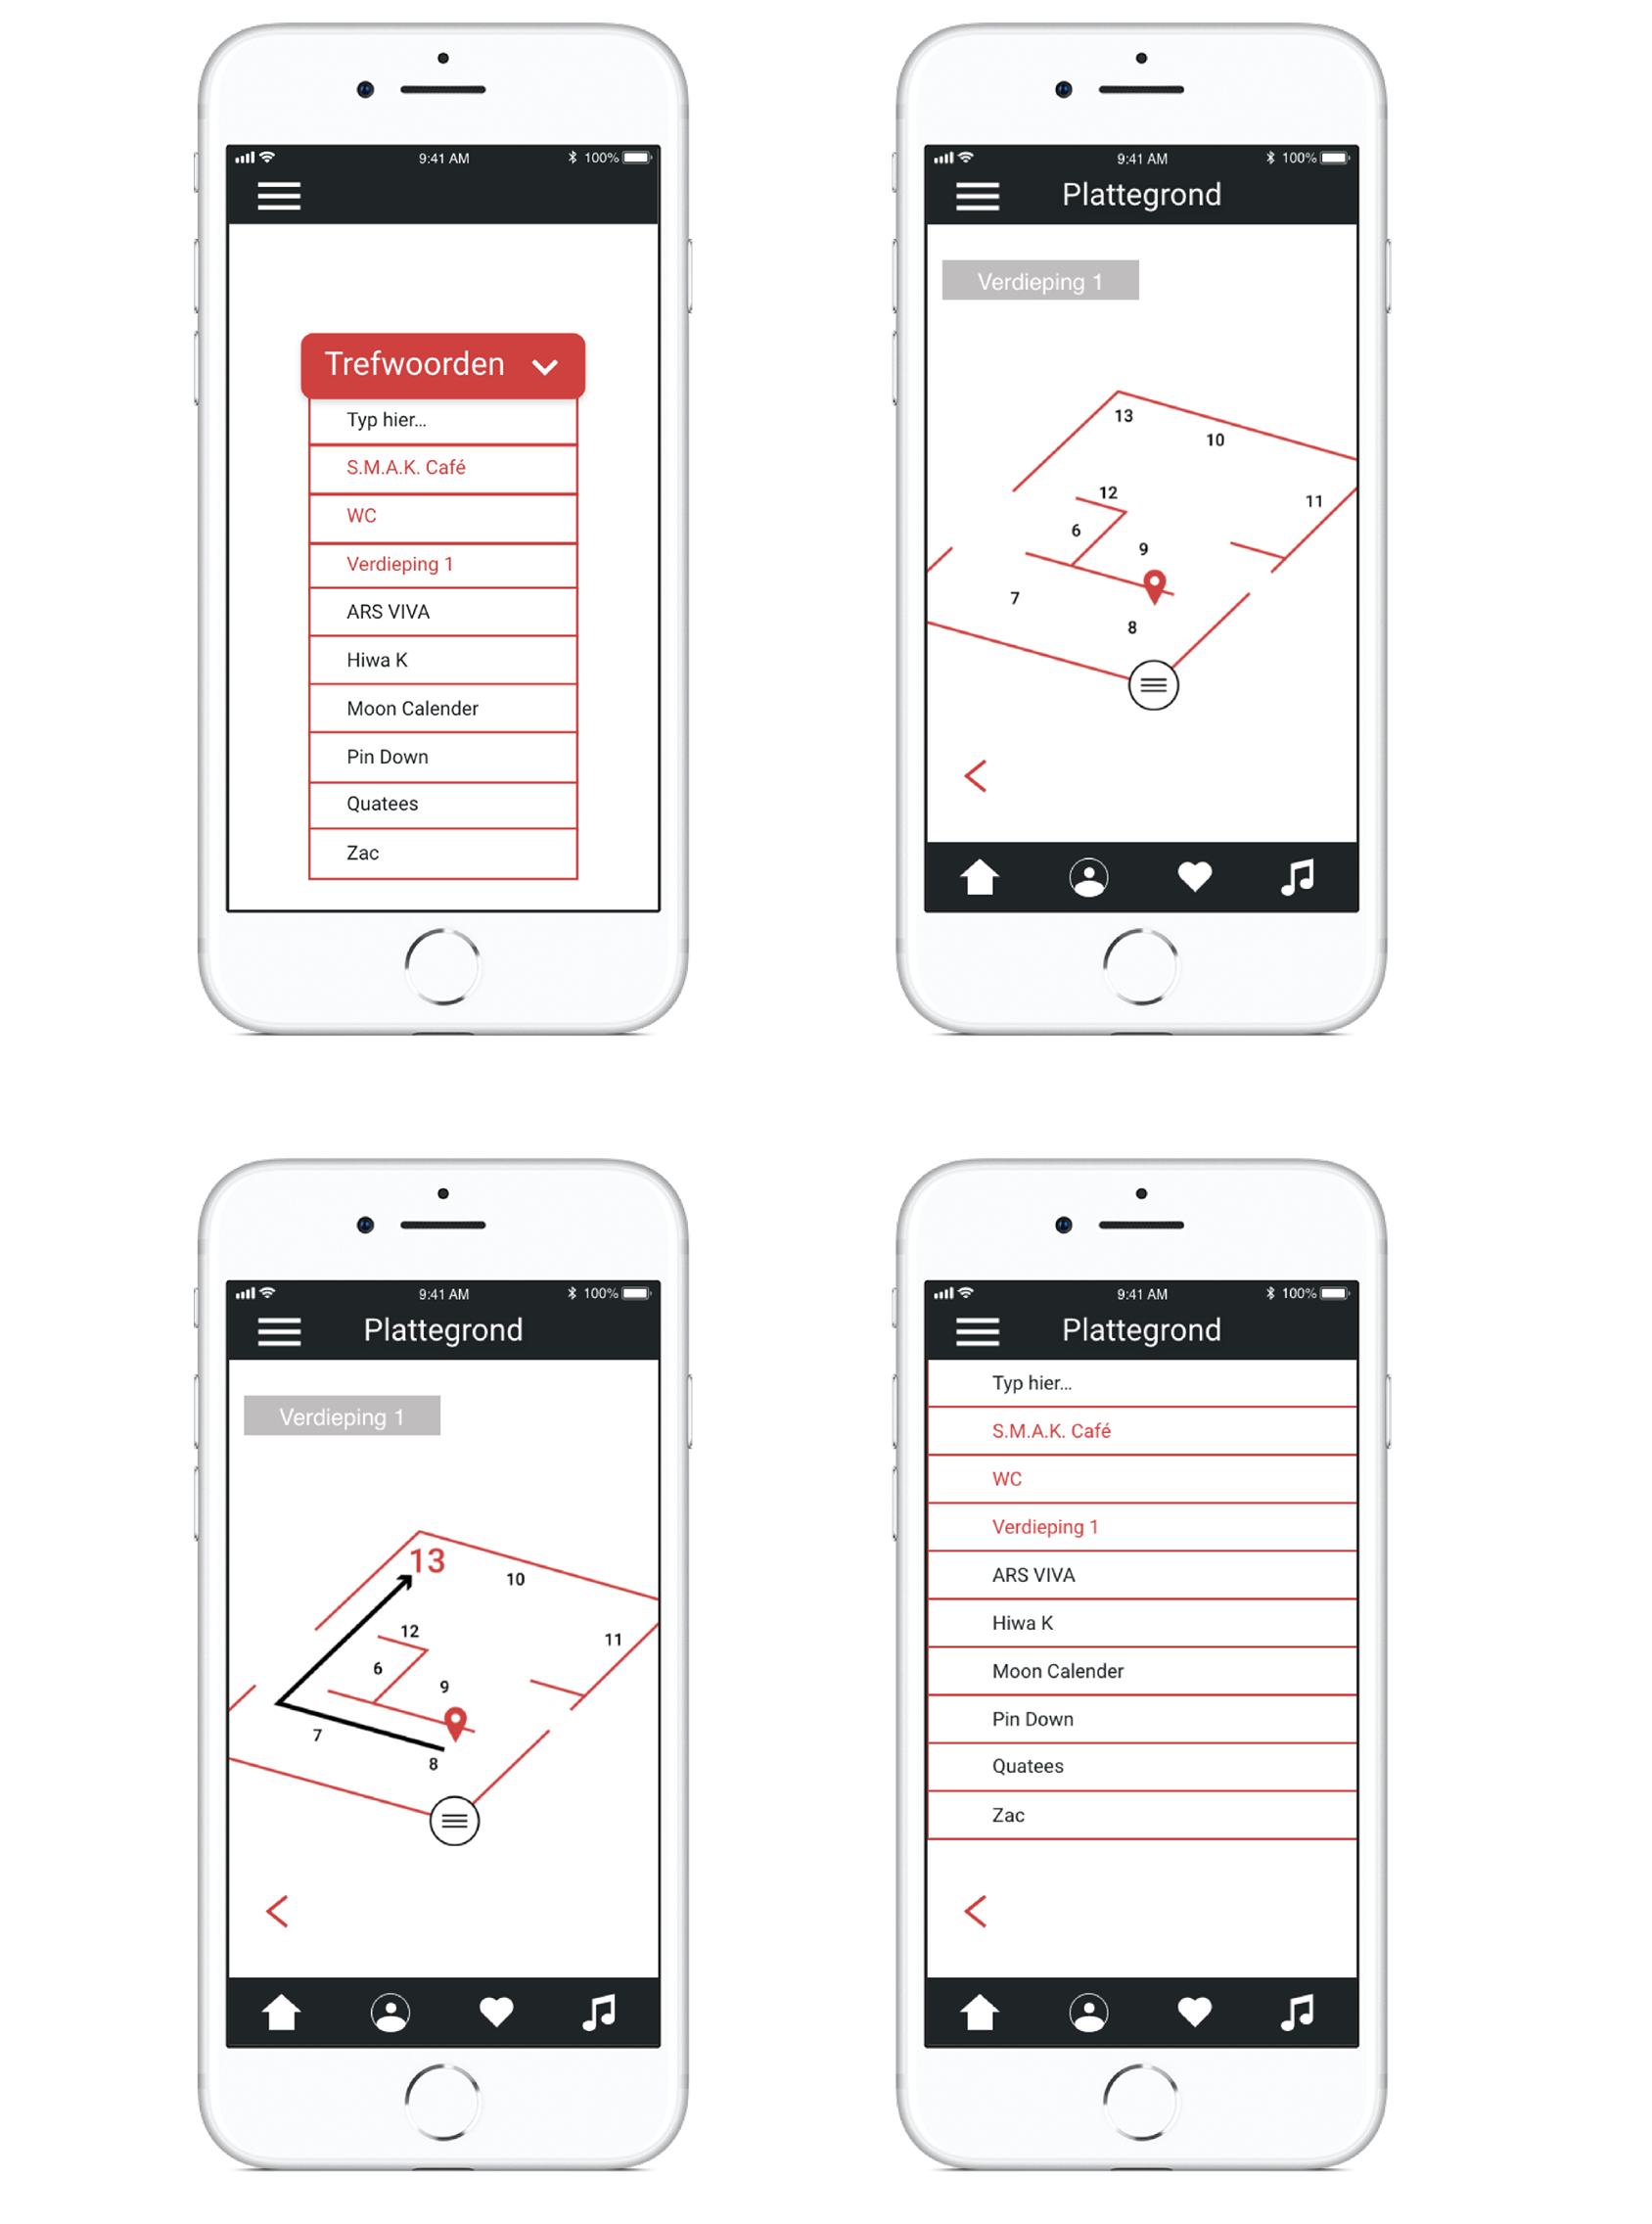 9:41 AM
100%
Trefwoorden
Typ hier...
S.M.A.K. Café
WC
Verdieping 1
ARS VIVA
Hiwa K
Moon Calender
Pin Down
Quatees
Zac
9:41 AM
100%
Plattegrond
Verdieping 1
13
10
12
11
6
9
7
8
9:41 AM
100%
Plattegrond
Verdieping 1
13
10
12
11
6
9
7
8
9:41 AM
100%
Plattegrond
Typ hier...
S.M.A.K. Café
WC
Verdieping 1
ARS VIVA
Hiwa K
Moon Calender
Pin Down
Quatees
Zac